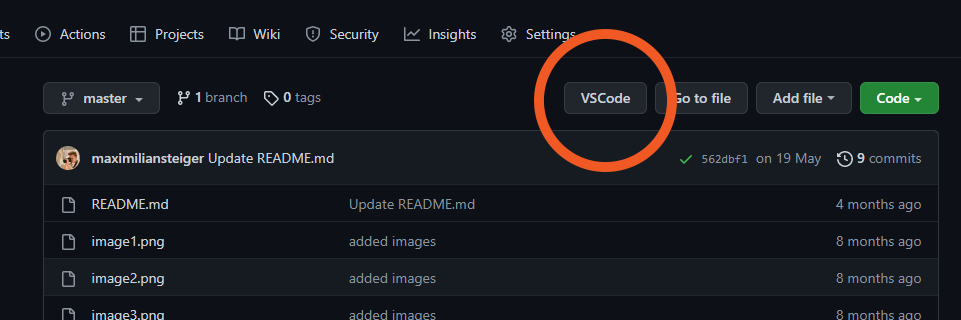 ts Actions Projects Wiki Security Insights Settings
master 1 branch 0 tags VSCode Go to file Add file Code
maximiliansteiger Update README.md 562dbf1 on 19 May 9 commits
README.md Update README.md 4 months ago
image1.png added images 8 months ago
image2.png added images 8 months ago
image3.png added images 8 months ago